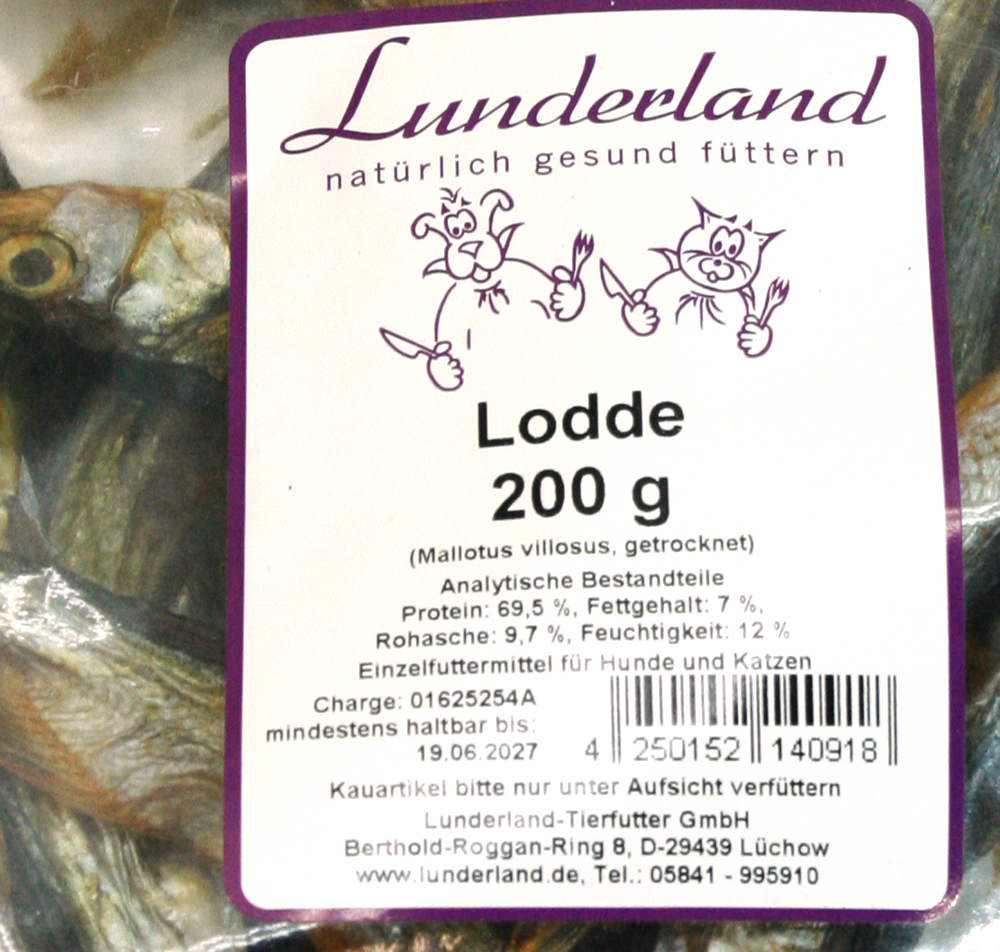 Lunderland
natürlich gesund füttern
Lodde
200 g
(Mallotus villosus, getrocknet)
Analytische Bestandteile
Protein: 69,5 %, Fettgehalt: 7 %,
Rohasche: 9,7 %, Feuchtigkeit: 12 %
Einzelfuttermittel für Hunde und Katzen
Charge: 01625254A
mindestens haltbar bis:
19.06.2027
4 250152 140918
Kauartikel bitte nur unter Aufsicht verfüttern
Lunderland-Tierfutter GmbH
Berthold-Roggan-Ring 8, D-29439 Lüchow
www.lunderland.de, Tel.: 05841 - 995910